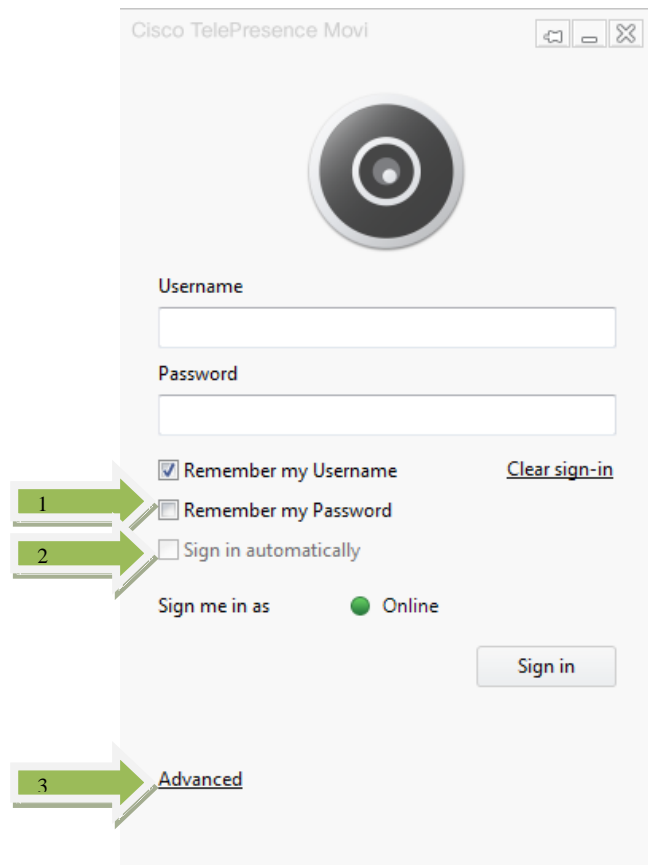 Cisco TelePresence Movi
Username
Password
Remember my Username Clear sign-in
1 Remember my Password
2 Sign in automatically
Sign me in as Online
Sign in
3 Advanced